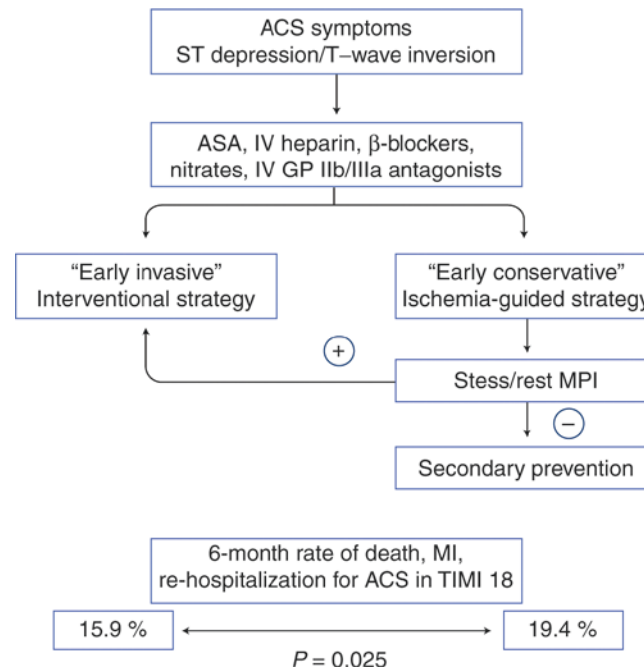 ACS symptoms
ST depression/T–wave inversion
ASA, IV heparin, β-blockers,
nitrates, IV GP IIb/IIIa antagonists
“Early invasive”
Interventional strategy
“Early conservative”
Ischemia-guided strategy
+
Stess/rest MPI
−
Secondary prevention
6-month rate of death, MI,
re-hospitalization for ACS in TIMI 18
15.9 %
19.4 %
P = 0.025